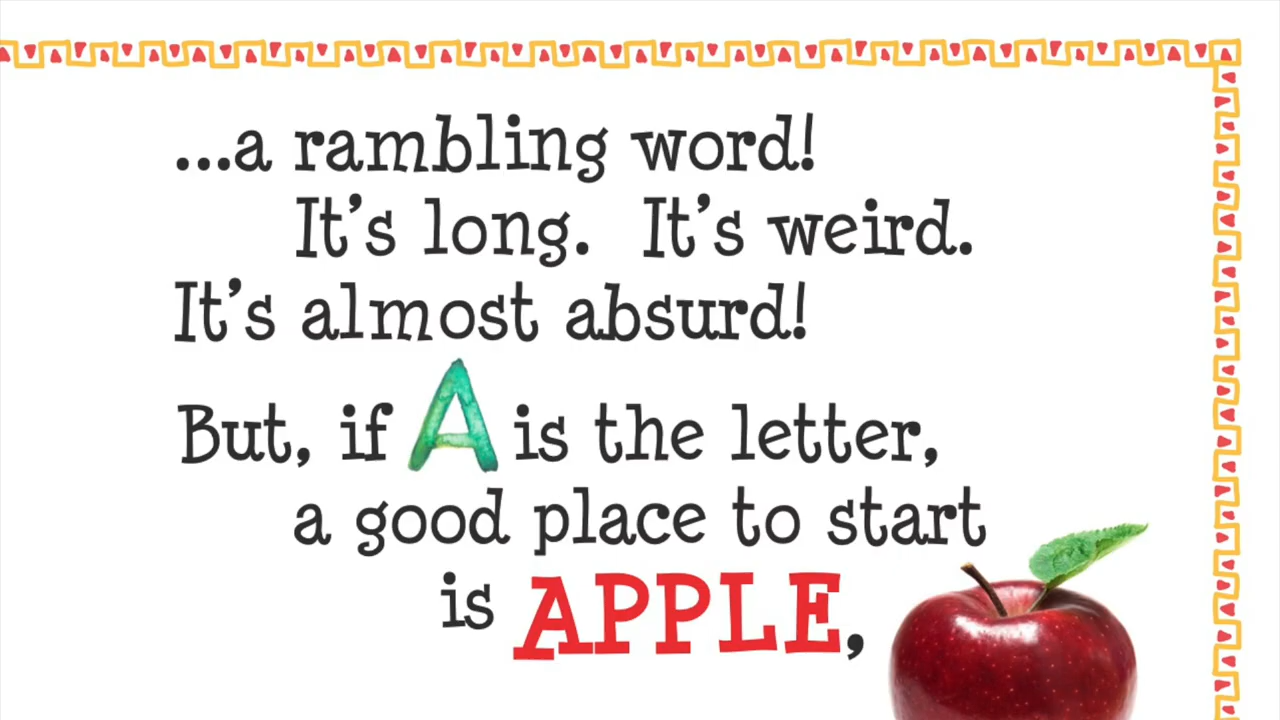 ...a rambling word!
It's long. It's weird.
It's almost absurd!
But, if A is the letter,
a good place to start
is APPLE,